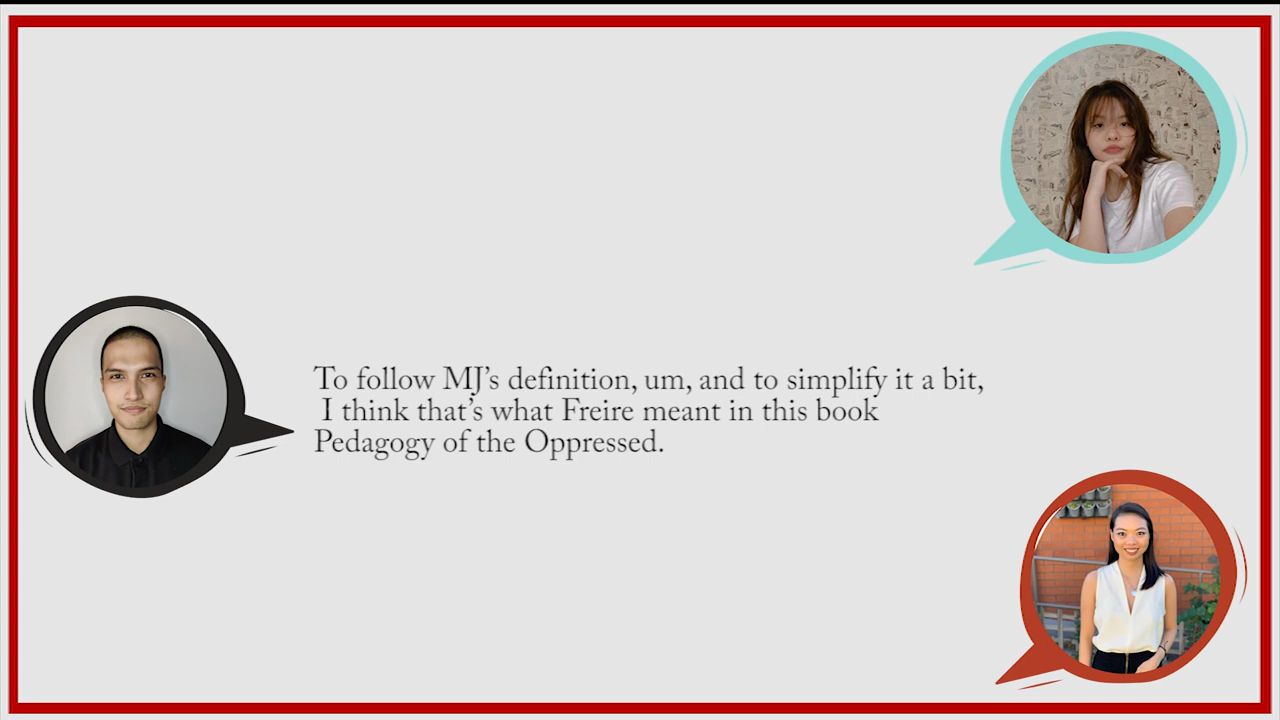 To follow MJ’s definition, um, and to simplify it a bit,
I think that’s what Freire meant in this book
Pedagogy of the Oppressed.